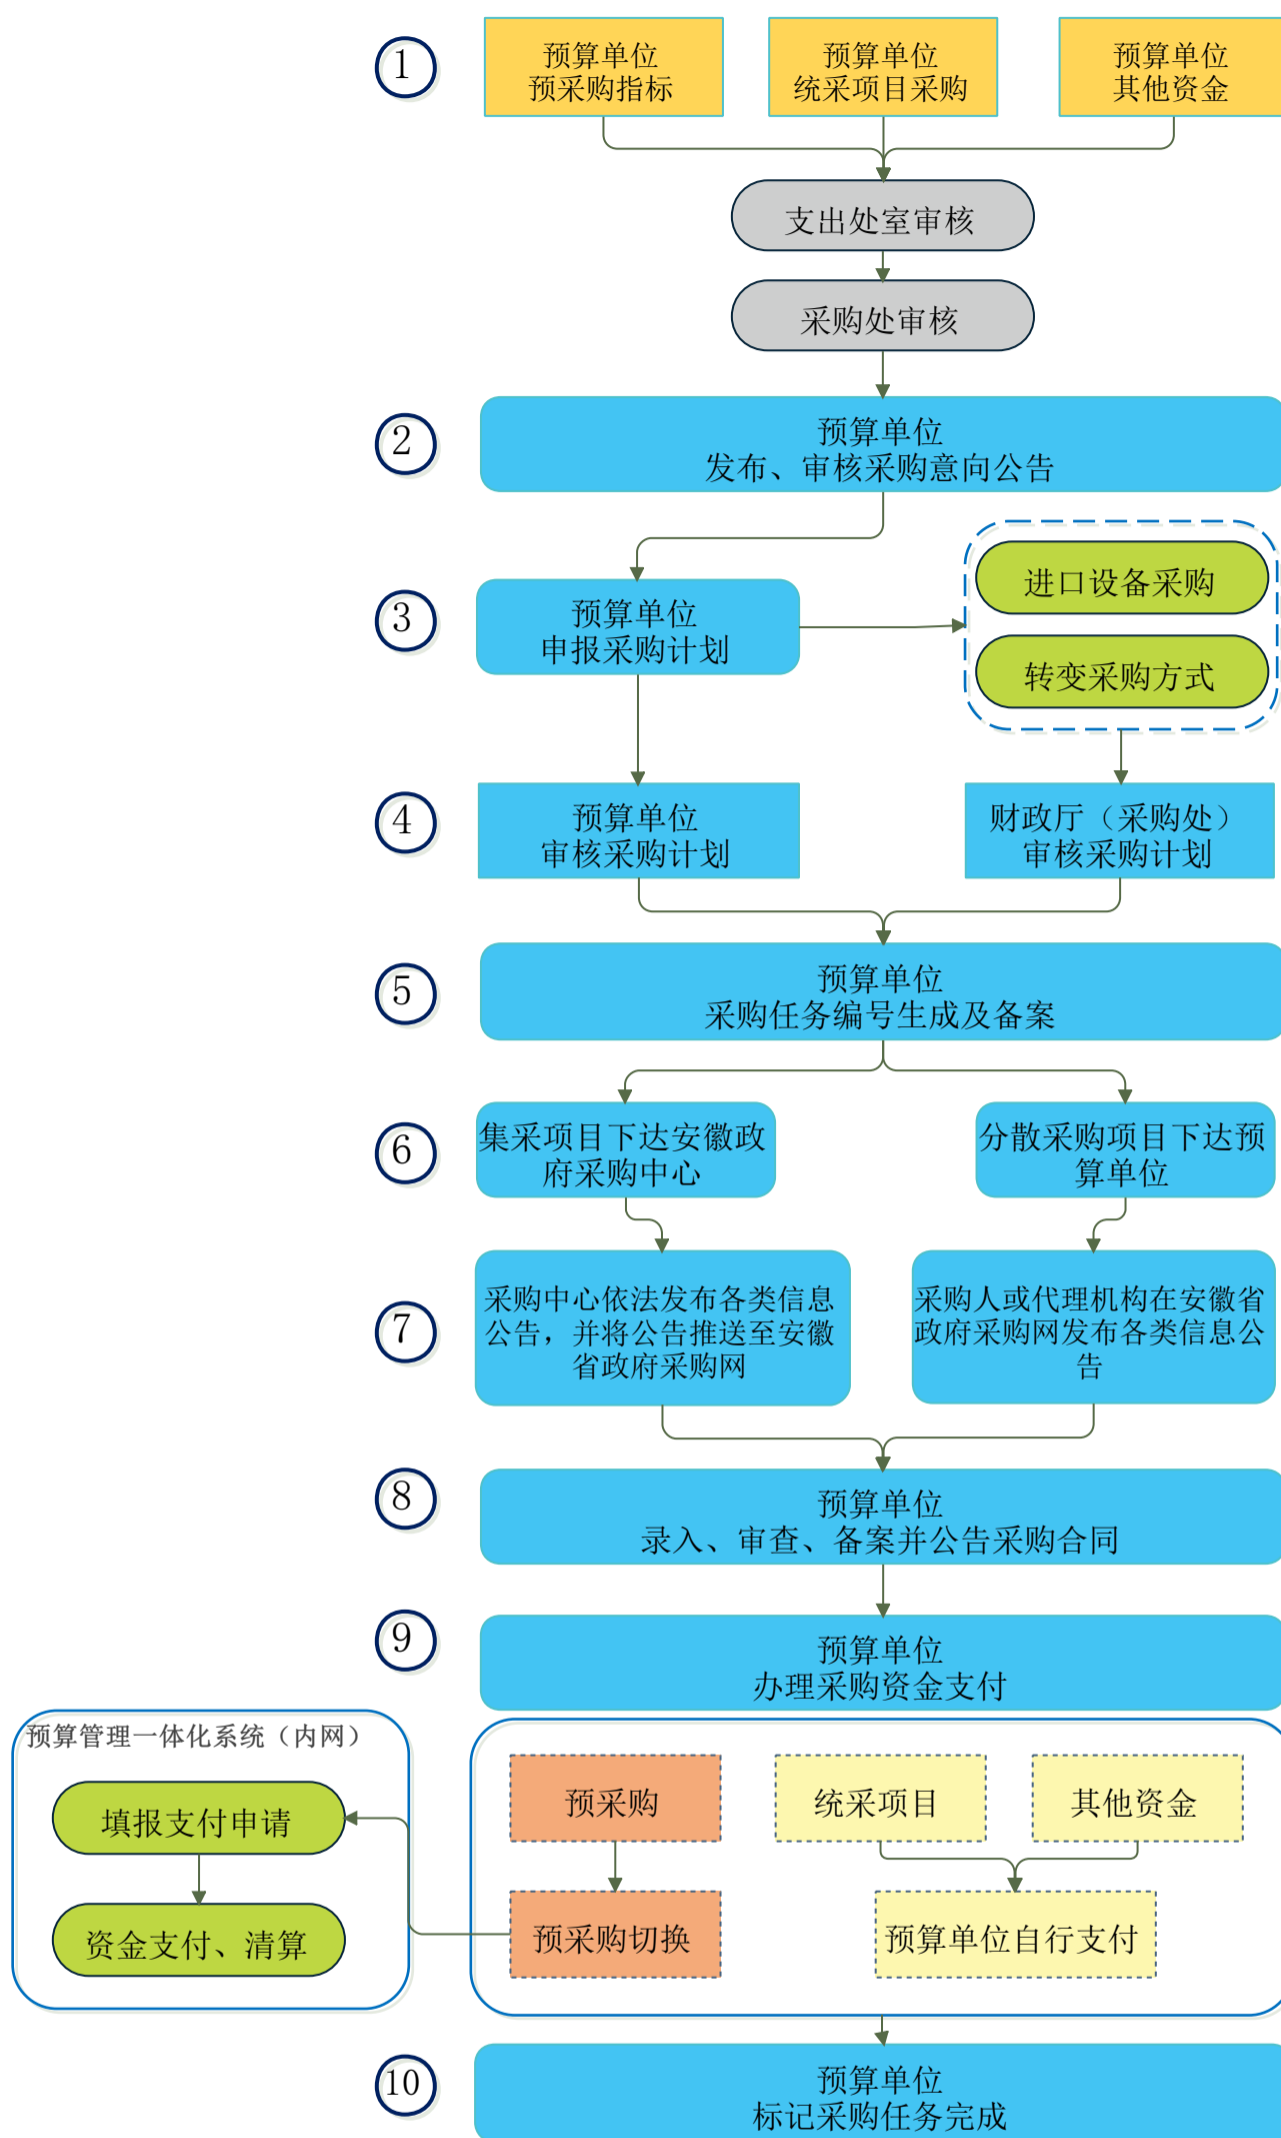 ①
预算单位
预采购指标
预算单位
统采项目采购
预算单位
其他资金
支出处室审核
采购处审核
②
预算单位
发布、审核采购意向公告
③
预算单位
申报采购计划
进口设备采购
转变采购方式
④
预算单位
审核采购计划
财政厅（采购处）
审核采购计划
⑤
预算单位
采购任务编号生成及备案
⑥
集采项目下达安徽政
府采购中心
分散采购项目下达预
算单位
⑦
采购中心依法发布各类信息
公告，并将公告推送至安徽
省政府采购网
采购人或代理机构在安徽省
政府采购网发布各类信息公
告
⑧
预算单位
录入、审查、备案并公告采购合同
⑨
预算单位
办理采购资金支付
预算管理一体化系统（内网）
填报支付申请
资金支付、清算
预采购
统采项目
其他资金
预采购切换
预算单位自行支付
⑩
预算单位
标记采购任务完成